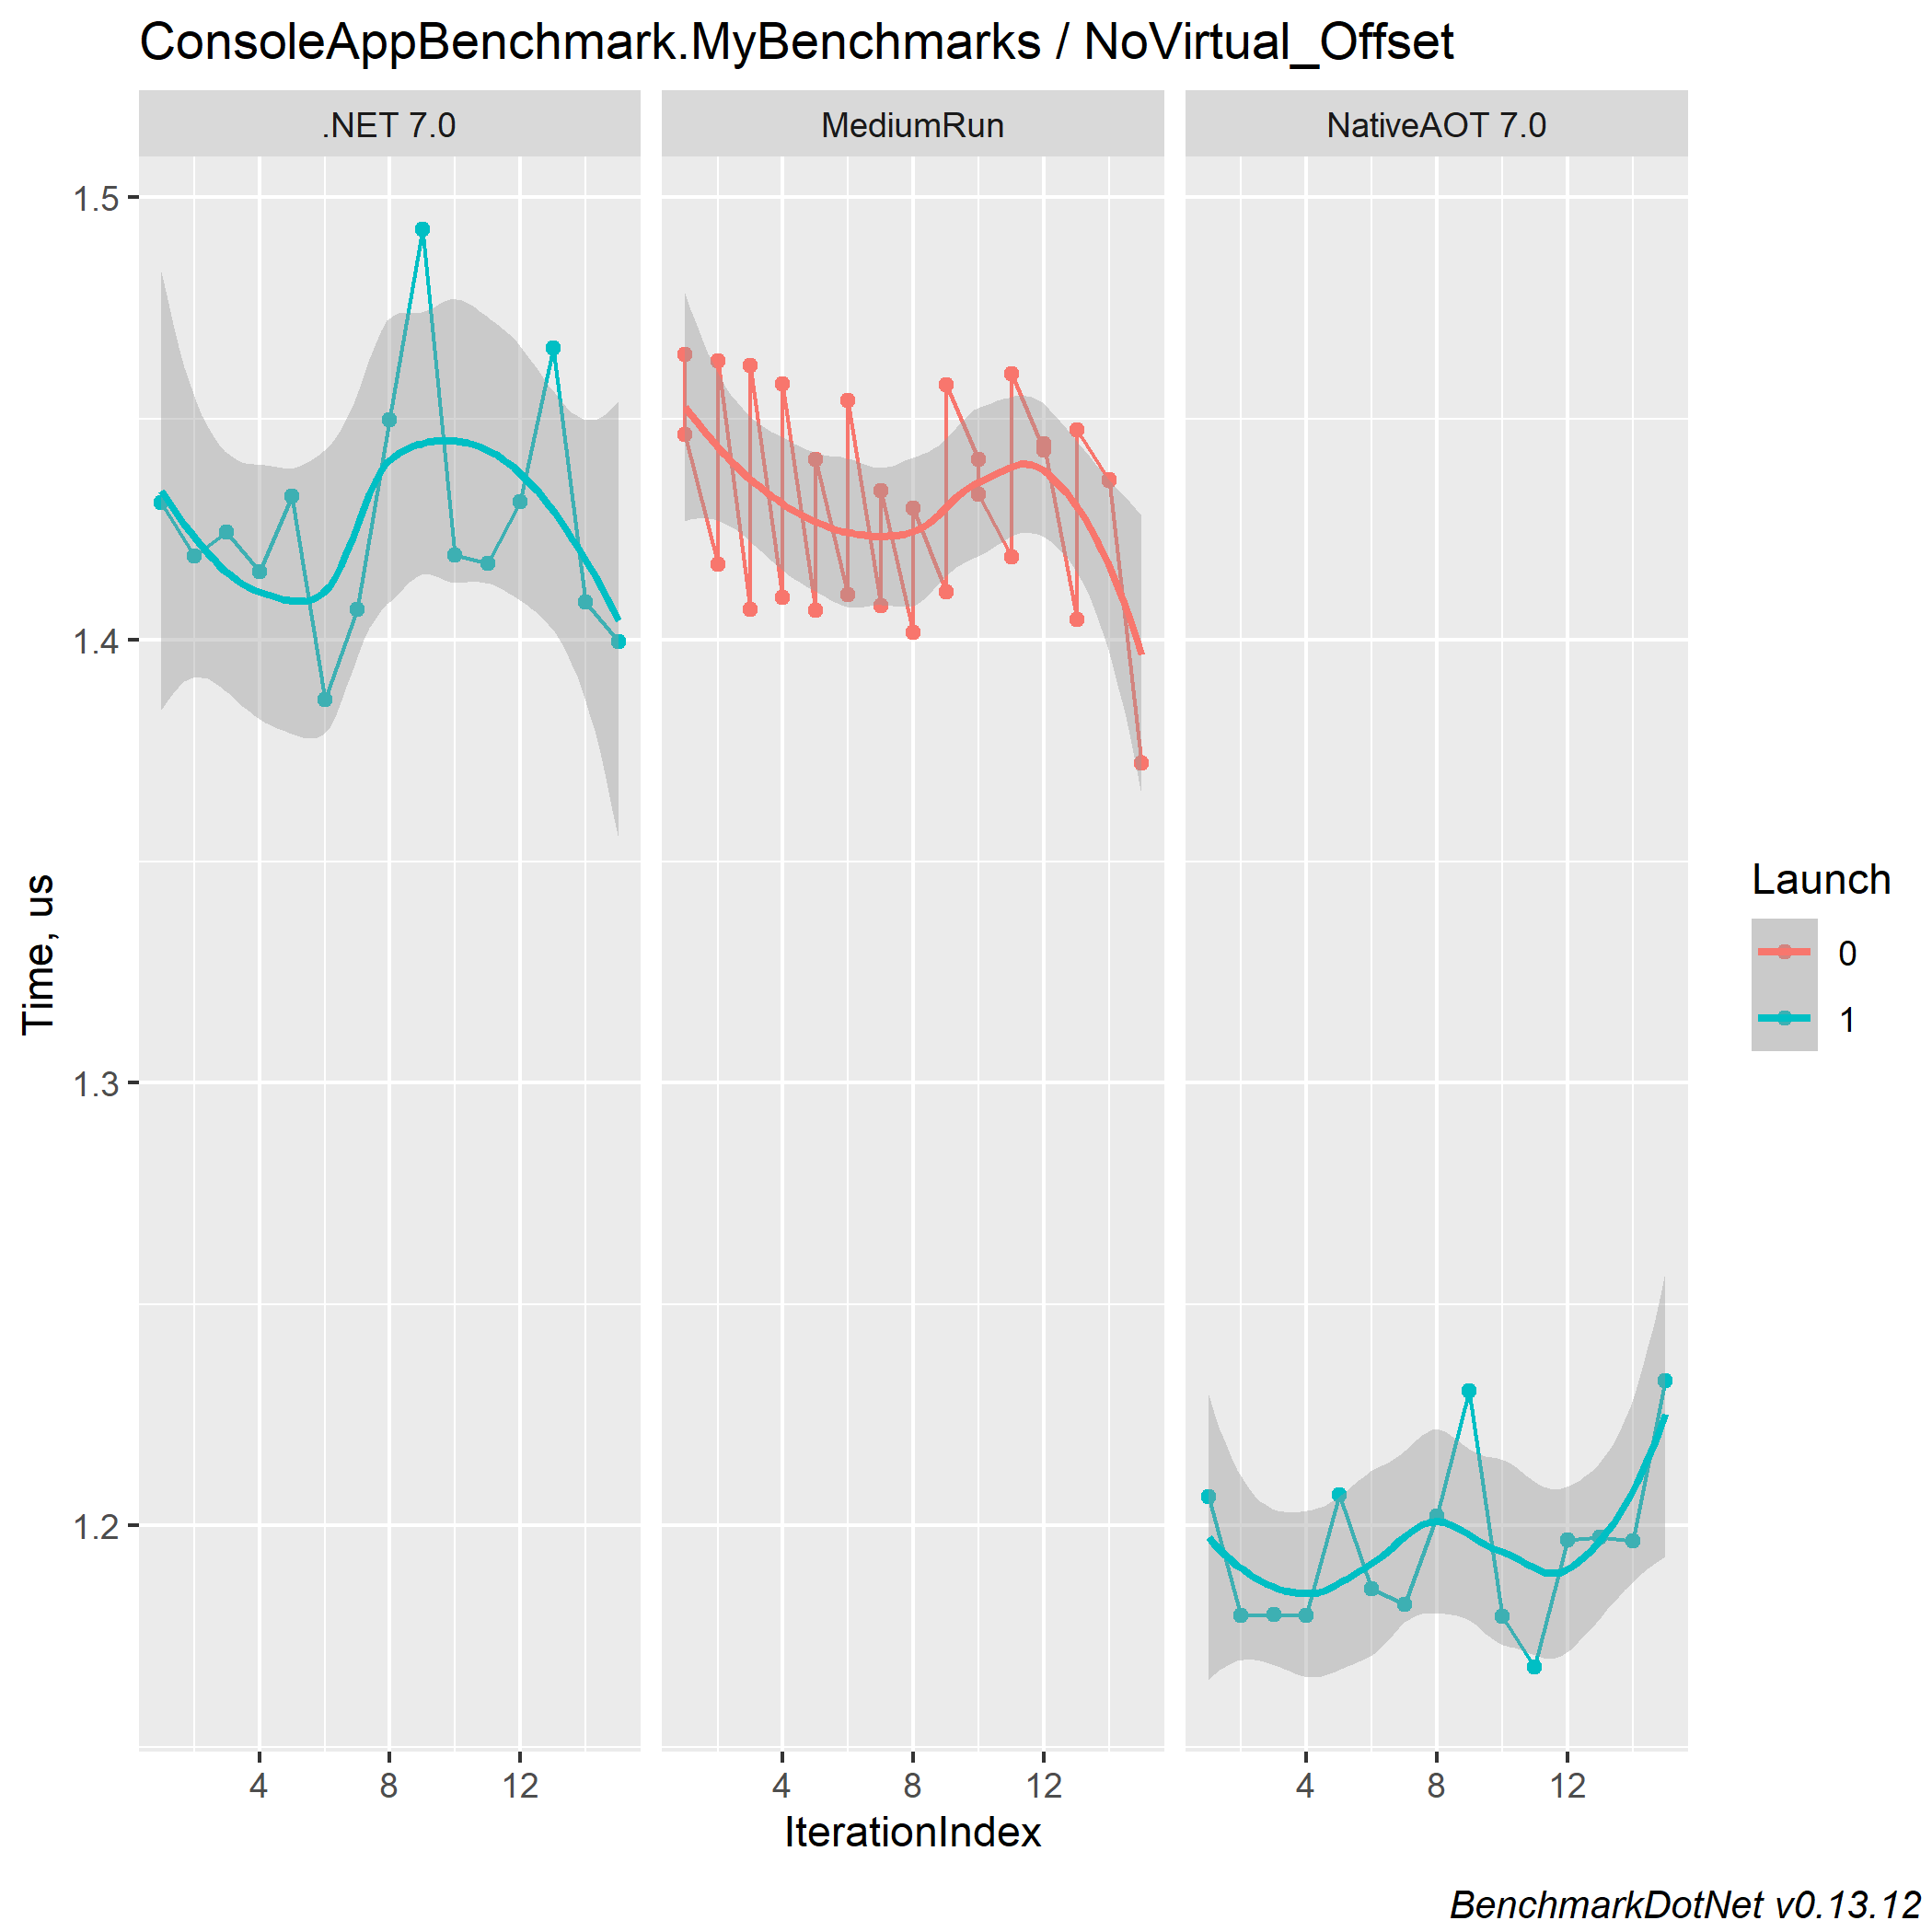 ConsoleAppBenchmark.MyBenchmarks / NoVirtual_Offset
.NET 7.0
MediumRun
NativeAOT 7.0
1.5
1.4
1.3
1.2
Time, us
4
8
12
4
8
12
4
8
12
IterationIndex
Launch
0
1
BenchmarkDotNet v0.13.12